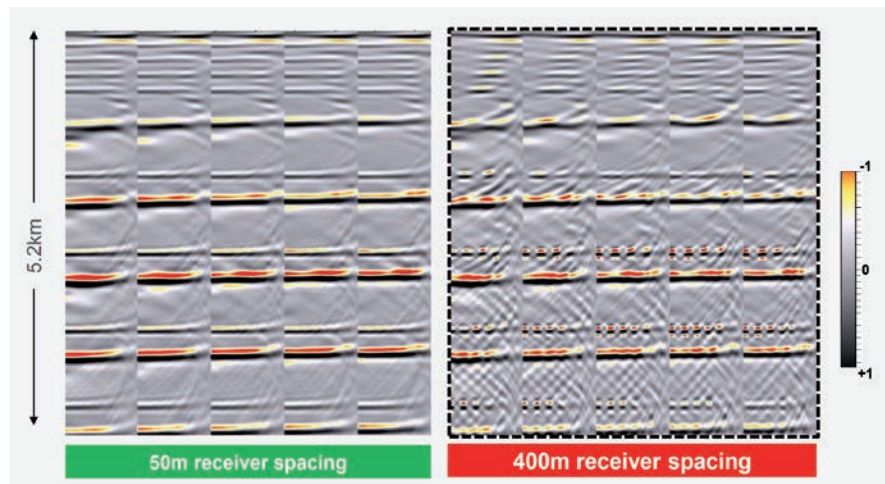 5.2km
-1
0
+1
50m receiver spacing
400m receiver spacing